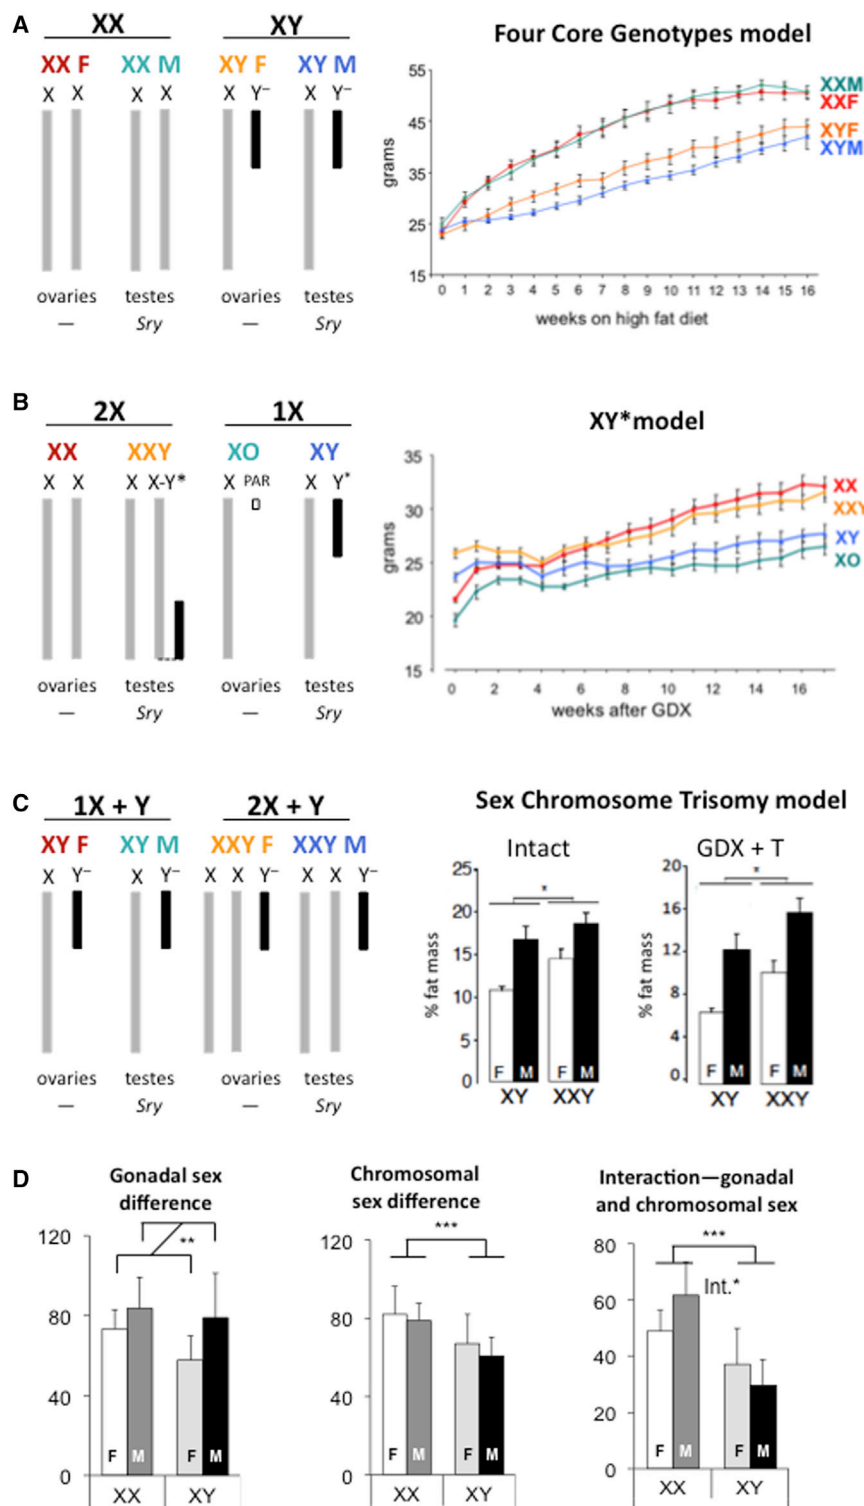 A
XX XY
XX F XX M XY F XY M
X X X X X Y– X Y–
ovaries testes ovaries testes
— Sry — Sry
Four Core Genotypes model
55
45
35
25
15
grams
XXM
XXF
XYF
XYM
0 1 2 3 4 5 6 7 8 9 10 11 12 13 14 15 16
weeks on high fat diet
B
2X 1X
XX XXY XO XY
X X X X-Y* X PAR X Y*
ovaries testes ovaries testes
— Sry — Sry
XY*model
35
30
25
20
15
grams
XX
XXY
XY
XO
0 2 4 6 8 10 12 14 16
weeks after GDX
C
1X + Y 2X + Y
XY F XY M XXY F XXY M
X Y– X Y– X X Y– X X Y–
ovaries testes ovaries testes
— Sry — Sry
Sex Chromosome Trisomy model
Intact
25
20
15
10
5
0
% fat mass
*
F M F M
XY XXY
GDX + T
20
16
12
8
4
0
% fat mass
*
F M F M
XY XXY
D
Gonadal sex
difference
120
80
40
0
**
F M F M
XX XY
Chromosomal
sex difference
120
80
40
0
***
F M F M
XX XY
Interaction—gonadal
and chromosomal sex
80
60
40
20
0
***
Int.*
F M F M
XX XY